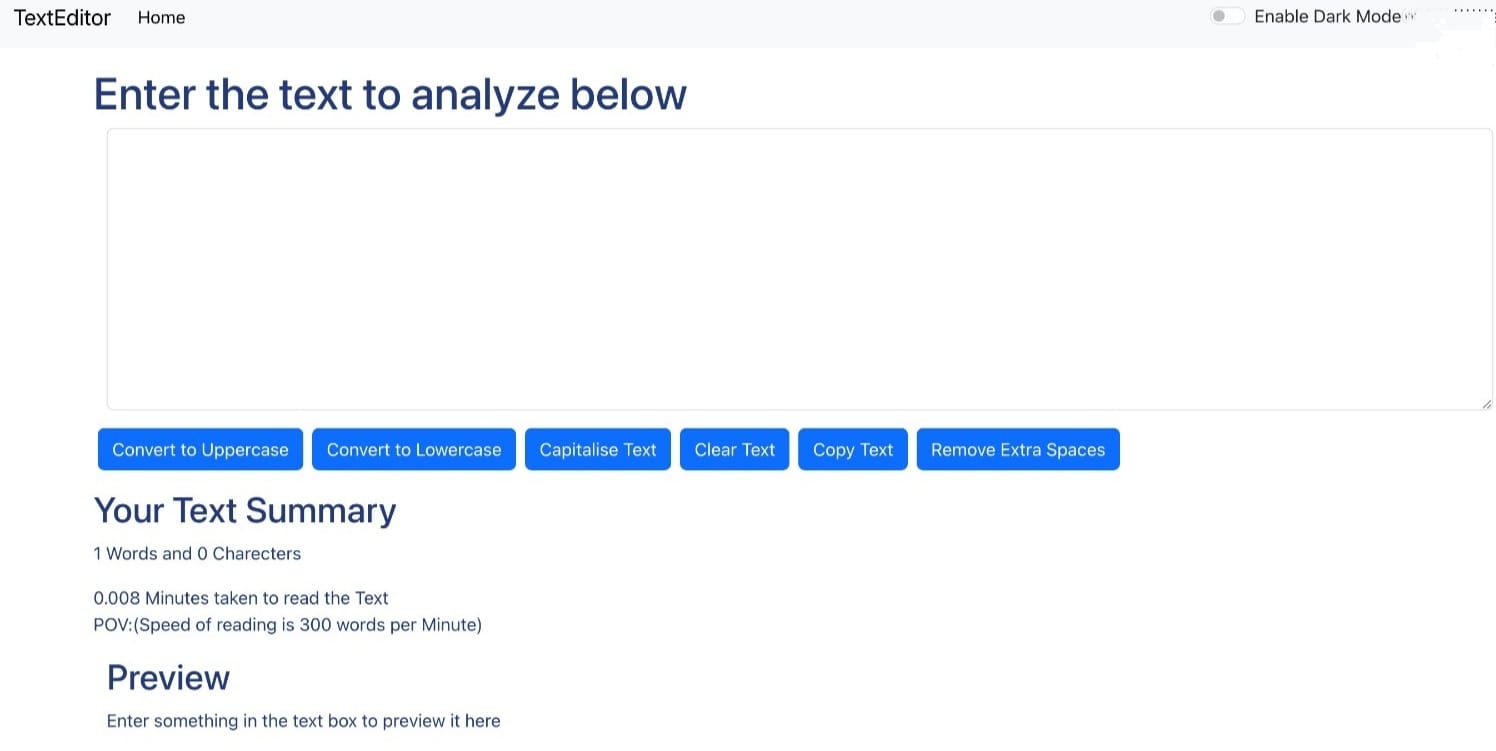 TextEditor Home Enable Dark Mode
Enter the text to analyze below
Convert to Uppercase Convert to Lowercase Capitalise Text Clear Text Copy Text Remove Extra Spaces
Your Text Summary
1 Words and 0 Charecters
0.008 Minutes taken to read the Text
POV:(Speed of reading is 300 words per Minute)
Preview
Enter something in the text box to preview it here